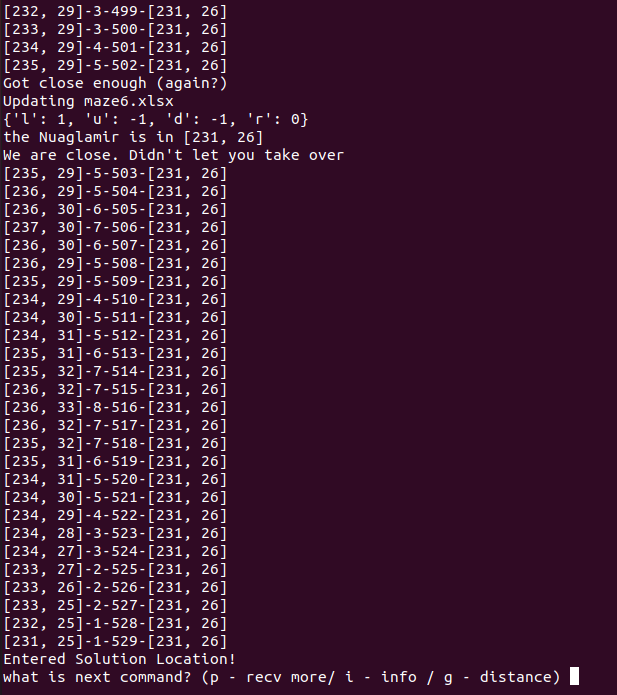 [232, 29]-3-499-[231, 26]
[233, 29]-3-500-[231, 26]
[234, 29]-4-501-[231, 26]
[235, 29]-5-502-[231, 26]
Got close enough (again?)
Updating maze6.xlsx
{'l': 1, 'u': -1, 'd': -1, 'r': 0}
the Nuaglamir is in [231, 26]
We are close. Didn't let you take over
[235, 29]-5-503-[231, 26]
[236, 29]-5-504-[231, 26]
[236, 30]-6-505-[231, 26]
[237, 30]-7-506-[231, 26]
[236, 30]-6-507-[231, 26]
[236, 29]-5-508-[231, 26]
[235, 29]-5-509-[231, 26]
[234, 29]-4-510-[231, 26]
[234, 30]-5-511-[231, 26]
[234, 31]-5-512-[231, 26]
[235, 31]-6-513-[231, 26]
[235, 32]-7-514-[231, 26]
[236, 32]-7-515-[231, 26]
[236, 33]-8-516-[231, 26]
[236, 32]-7-517-[231, 26]
[235, 32]-7-518-[231, 26]
[235, 31]-6-519-[231, 26]
[234, 31]-5-520-[231, 26]
[234, 30]-5-521-[231, 26]
[234, 29]-4-522-[231, 26]
[234, 28]-3-523-[231, 26]
[234, 27]-3-524-[231, 26]
[233, 27]-2-525-[231, 26]
[233, 26]-2-526-[231, 26]
[233, 25]-2-527-[231, 26]
[232, 25]-1-528-[231, 26]
[231, 25]-1-529-[231, 26]
Entered Solution Location!
what is next command? (p - recv more/ i - info / g - distance)